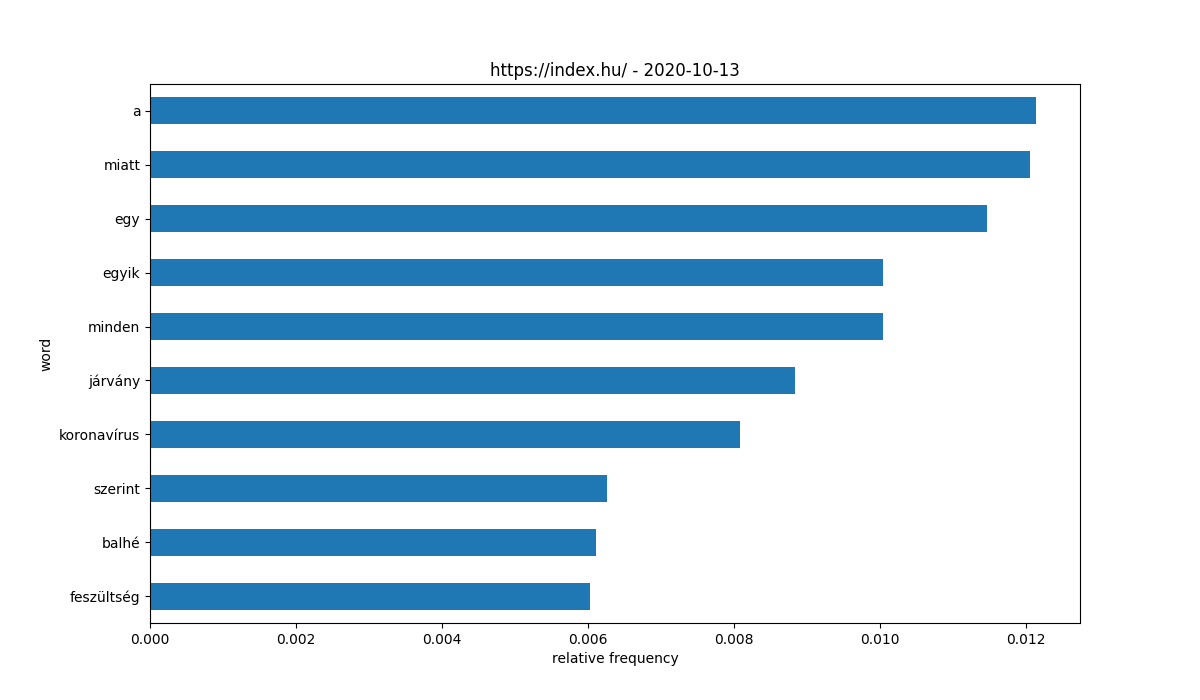 https://index.hu/ - 2020-10-13
word
a
miatt
egy
egyik
minden
járvány
koronavírus
szerint
balhé
feszültség
0.000 0.002 0.004 0.006 0.008 0.010 0.012
relative frequency